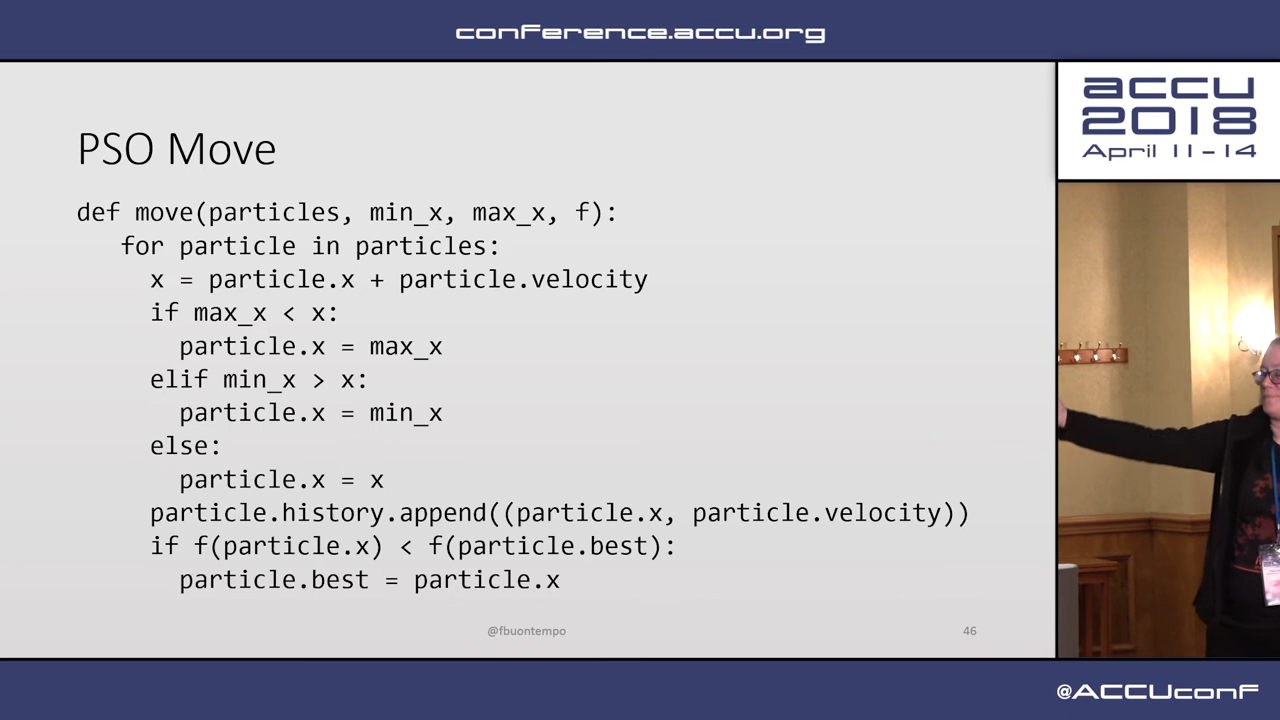 conference.accu.org
accu
2018
April 11-14
PSO Move
def move(particles, min_x, max_x, f):
   for particle in particles:
     x = particle.x + particle.velocity
     if max_x < x:
       particle.x = max_x
     elif min_x > x:
       particle.x = min_x
     else:
       particle.x = x
     particle.history.append((particle.x, particle.velocity))
     if f(particle.x) < f(particle.best):
       particle.best = particle.x
@fbuontempo
46
@ACCUconf